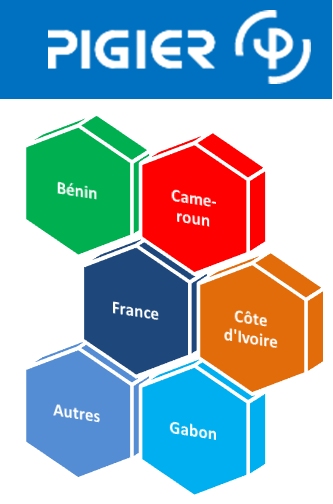 PIGIER
Bénin
Came-
roun
France
Côte
d'Ivoire
Autres
Gabon